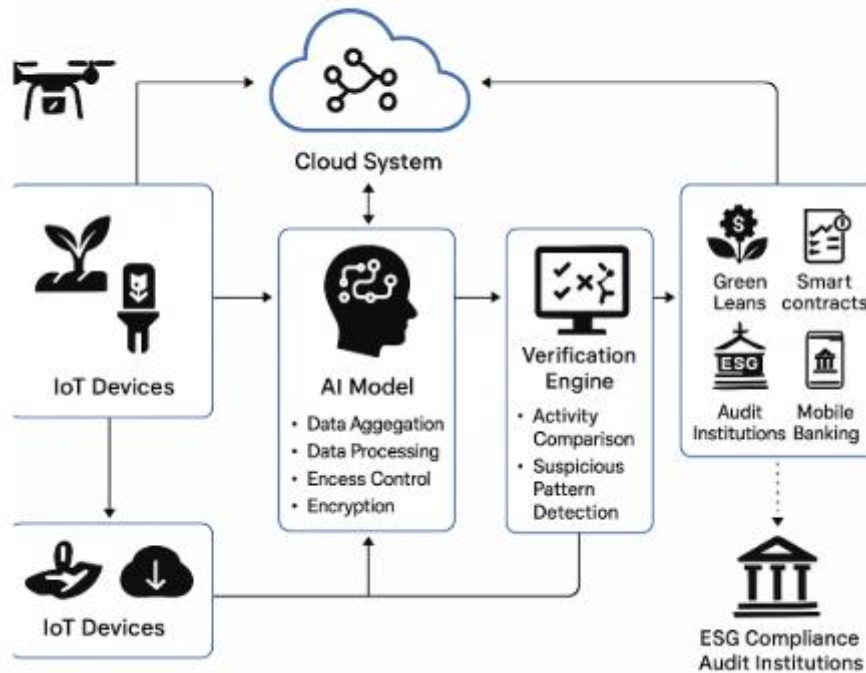 Cloud System
IoT Devices
AI Model
• Data Aggegation
• Data Processing
• Encess Control
• Encryption
Verification
Engine
• Activity
Comparison
• Suspicious
Pattern
Detection
$
Green
Leans
Smart
contracts
ESG
Audit
Institutions
Mobile
Banking
IoT Devices
ESG Compliance
Audit Institutions